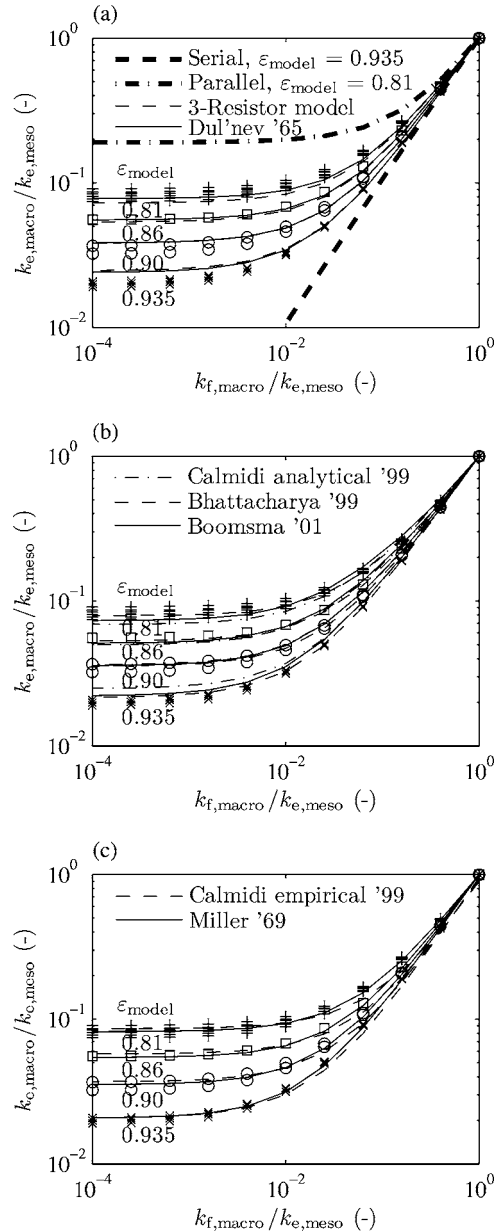 (a)
10^0
Serial, ε_model = 0.935
Parallel, ε_model = 0.81
3-Resistor model
Dul'nev '65
ε_model
10^-1
0.81
0.86
0.90
0.935
10^-2
k_e,macro/k_e,meso (-)
10^-4 10^-2 10^0
k_f,macro/k_e,meso (-)
(b)
10^0
Calmidi analytical '99
Bhattacharya '99
Boomsma '01
ε_model
10^-1
0.81
0.86
0.90
0.935
10^-2
k_e,macro/k_e,meso (-)
10^-4 10^-2 10^0
k_f,macro/k_e,meso (-)
(c)
10^0
Calmidi empirical '99
Miller '69
ε_model
10^-1
0.81
0.86
0.90
0.935
10^-2
k_c,macro/k_c,meso (-)
10^-4 10^-2 10^0
k_f,macro/k_e,meso (-)